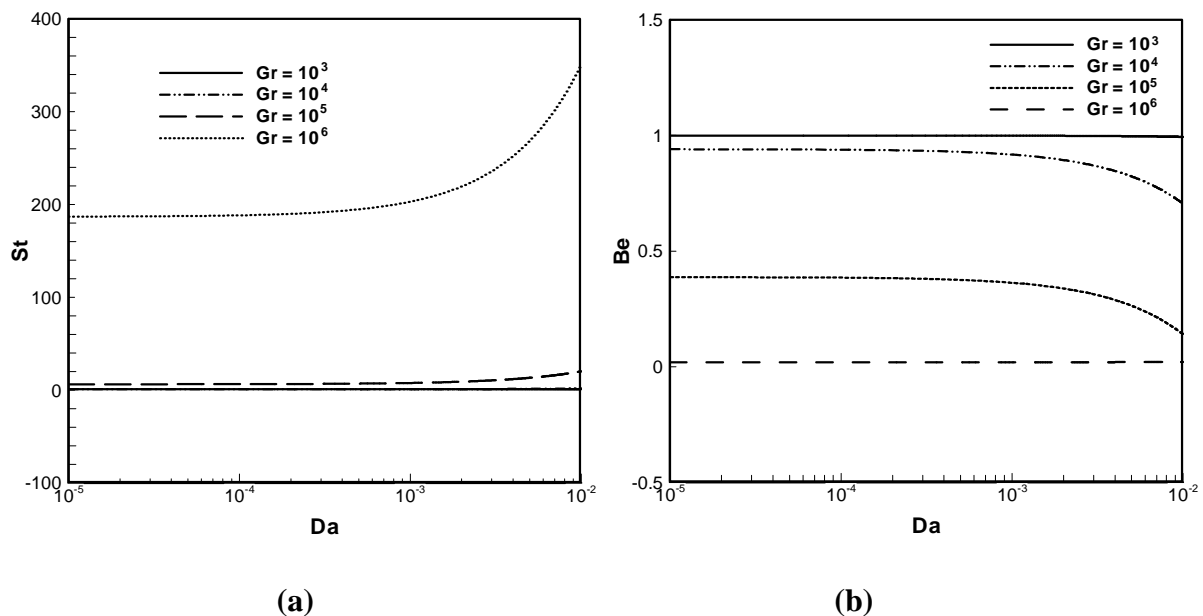 400
300
200
100
0
-100
St
Gr = 10³
Gr = 10⁴
Gr = 10⁵
Gr = 10⁶
10⁻⁵
10⁻⁴
10⁻³
10⁻²
Da
(a)
1.5
1
0.5
0
-0.5
Be
Gr = 10³
Gr = 10⁴
Gr = 10⁵
Gr = 10⁶
10⁻⁵
10⁻⁴
10⁻³
10⁻²
Da
(b)